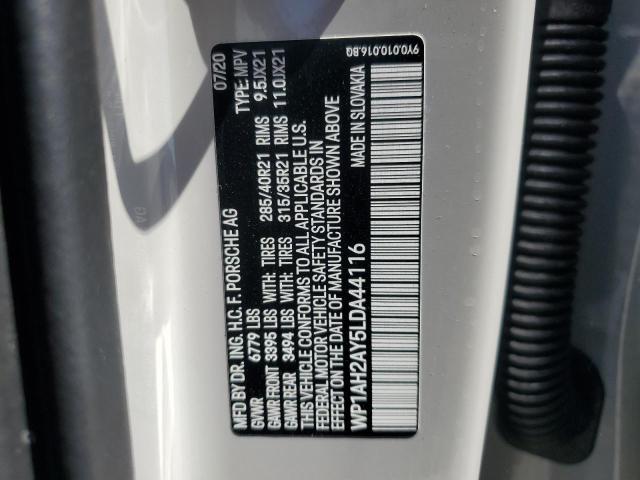 MFD BY DR. ING. H.C. F. PORSCHE AG 07/20
GVWR 6779 LBS TYPE: MPV
GAWR FRONT 3395 LBS WITH: TIRES 285/40R21 RIMS 9.5JX21
GAWR REAR 3494 LBS WITH: TIRES 315/35R21 RIMS 11.0JX21
THIS VEHICLE CONFORMS TO ALL APPLICABLE U.S.
FEDERAL MOTOR VEHICLE SAFETY STANDARDS IN
EFFECT ON THE DATE OF MANUFACTURE SHOWN ABOVE
WP1AH2AY5LDA44116 MADE IN SLOVAKIA
9Y0.010.016.BQ